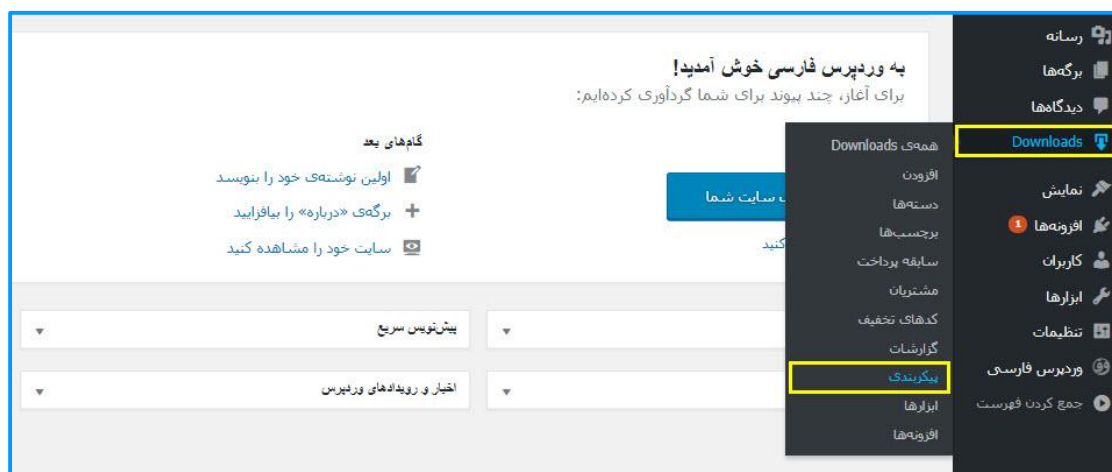 رسانه
برگه‌ها
دیدگاه‌ها
Downloads
نمایش
افزونه‌ها 1
کاربران
ابزارها
تنظیمات
وردپرس فارسی
جمع کردن فهرست
همه‌ی Downloads
افزودن
دسته‌ها
برچسب‌ها
سابقه پرداخت
مشتریان
کدهای تخفیف
گزارشات
پیکربندی
ابزارها
افزونه‌ها
به وردپرس فارسی خوش آمدید!
برای آغاز، چند پیوند برای شما گردآوری کرده‌ایم:
سایت شما
کنید
گام‌های بعد
اولین نوشته‌ی خود را بنویسد
برگه‌ی «درباره» را بیافزایید
سایت خود را مشاهده کنید
پیش‌نویس سریع
اخبار و رویدادهای وردپرس